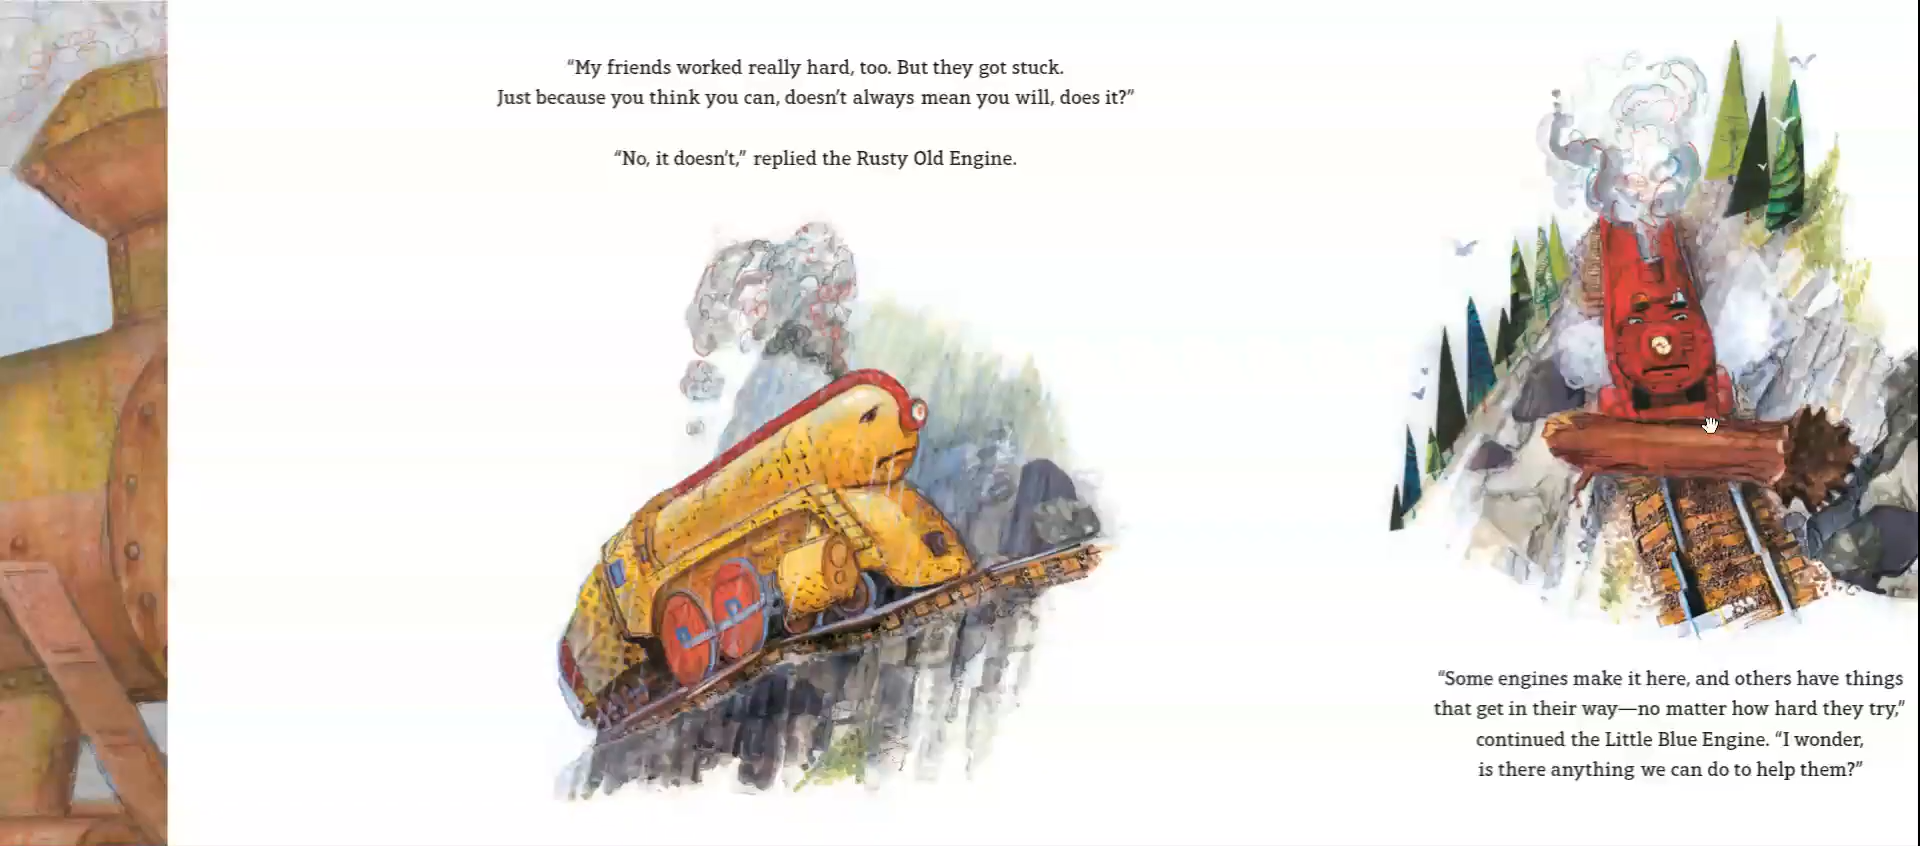 “My friends worked really hard, too. But they got stuck.
Just because you think you can, doesn’t always mean you will, does it?”
“No, it doesn’t,” replied the Rusty Old Engine.
“Some engines make it here, and others have things
that get in their way—no matter how hard they try,”
continued the Little Blue Engine. “I wonder,
is there anything we can do to help them?”